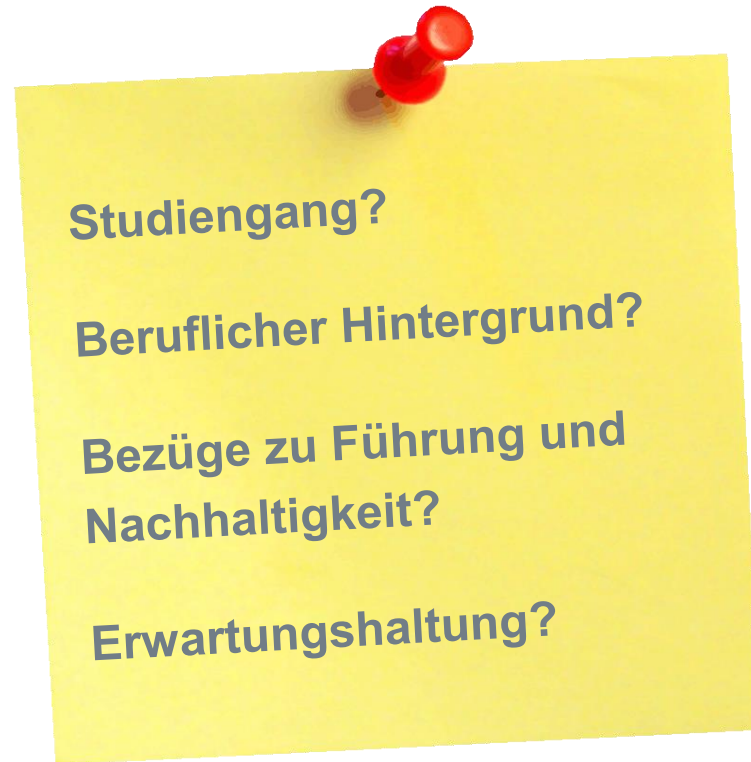 Studiengang?
Beruflicher Hintergrund?
Bezüge zu Führung und
Nachhaltigkeit?
Erwartungshaltung?